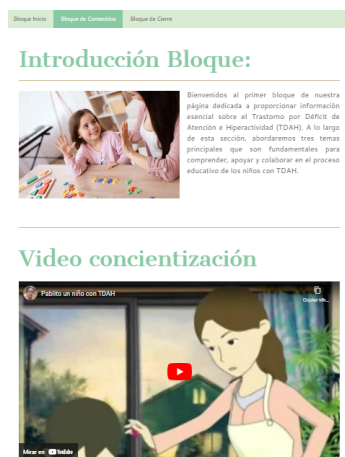 Bloque Inicio Bloque de Contenidos Bloque de Cierre
Introducción Bloque:
Bienvenidos al primer bloque de nuestra
página dedicada a proporcionar información
esencial sobre el Trastorno por Déficit de
Atención e Hiperactividad (TDAH). A lo largo
de esta sección, abordaremos tres temas
principales que son fundamentales para
comprender, apoyar y colaborar en el proceso
educativo de los niños con TDAH.
Video concientización
Pablito un niño con TDAH
Copiar vín...
Mirar en YouTube